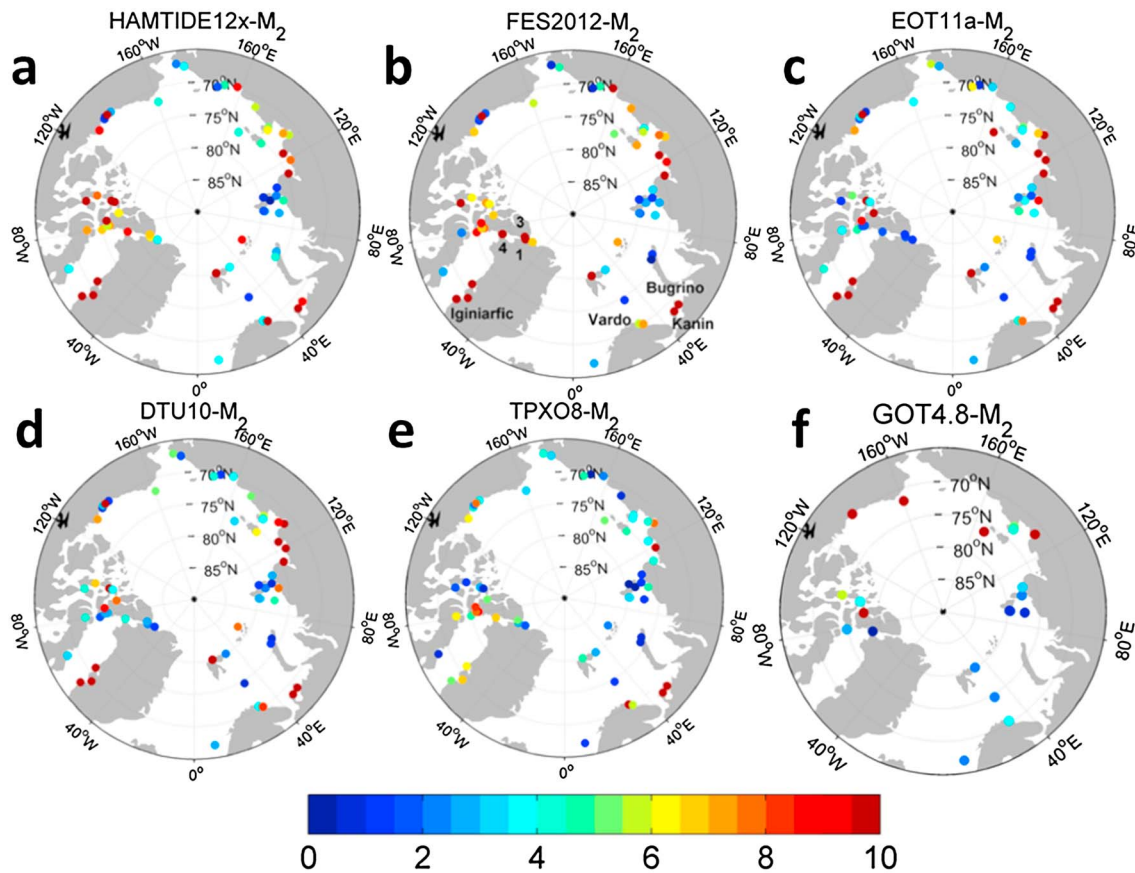 HAMTIDE12x-M₂ FES2012-M₂ EOT11a-M₂
a b c
160°W 160°E 160°W 160°E 160°W 160°E
120°W 120°E 120°W 120°E 120°W 120°E
70°N 70°N 70°N
75°N 75°N 75°N
80°N 80°N 80°N
85°N 85°N 85°N
80°W 80°E 80°W 80°E 80°W 80°E
3
4 1
Bugrino
Iginiarfic Vardo Kanin
40°W 40°E 40°W 40°E 40°W 40°E
0° 0° 0°
DTU10-M₂ TPXO8-M₂ GOT4.8-M₂
d e f
160°W 160°E 160°W 160°E 160°W 160°E
120°W 120°E 120°W 120°E 120°W 120°E
70°N 70°N 70°N
75°N 75°N 75°N
80°N 80°N 80°N
85°N 85°N 85°N
80°W 80°E 80°W 80°E 80°W 80°E
40°W 40°E 40°W 40°E 40°W 40°E
0° 0° 0°
0 2 4 6 8 10